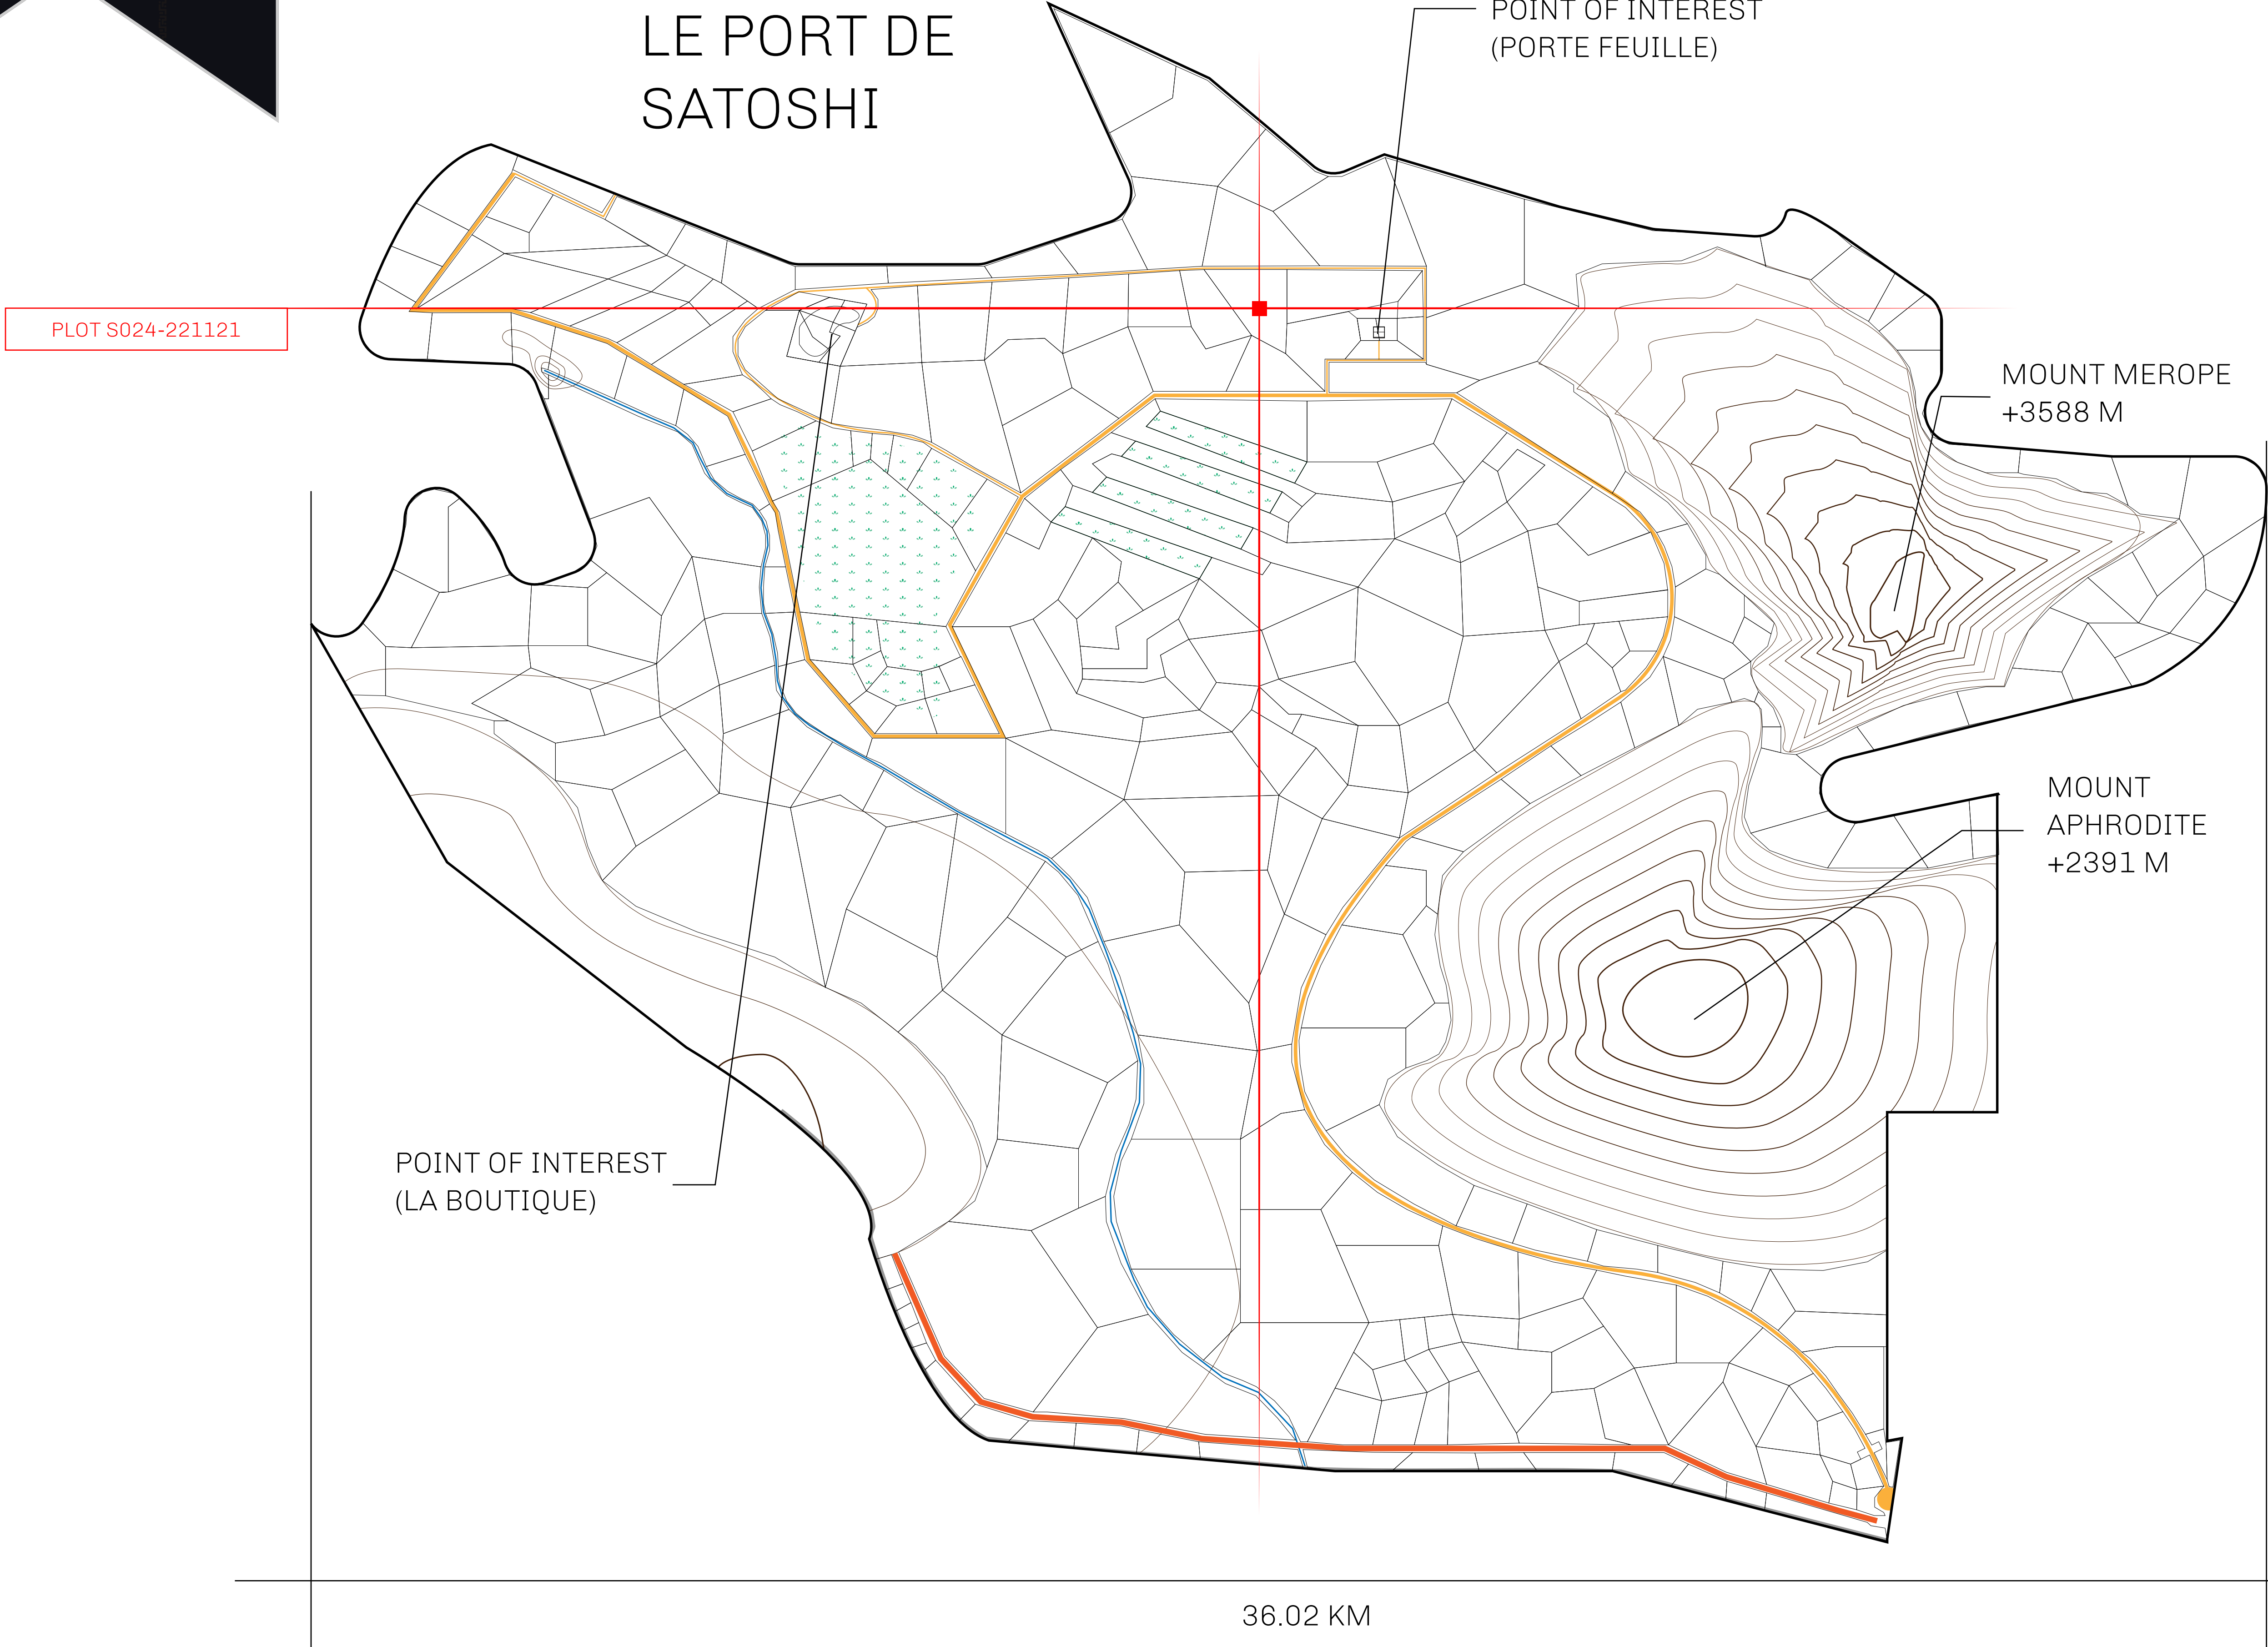 LE PORT DE
SATOSHI
POINT OF INTEREST
(PORTE FEUILLE)
PLOT S024-221121
MOUNT MEROPE
+3588 M
MOUNT
APHRODITE
+2391 M
POINT OF INTEREST
(LA BOUTIQUE)
36.02 KM